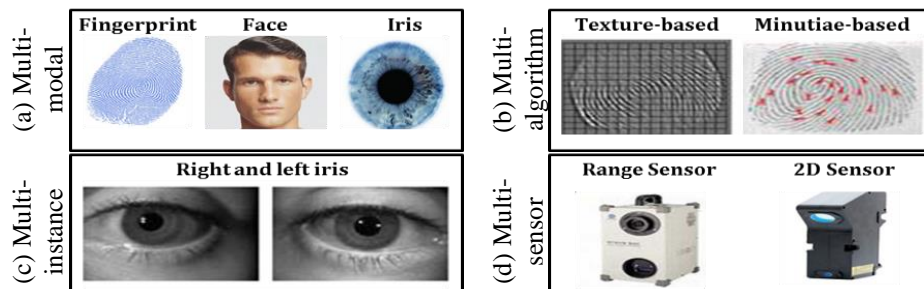 (a) Multi-
modal
Fingerprint
Face
Iris
(b) Multi-
algorithm
Texture-based
Minutiae-based
(c) Multi-
instance
Right and left iris
(d) Multi-
sensor
Range Sensor
2D Sensor